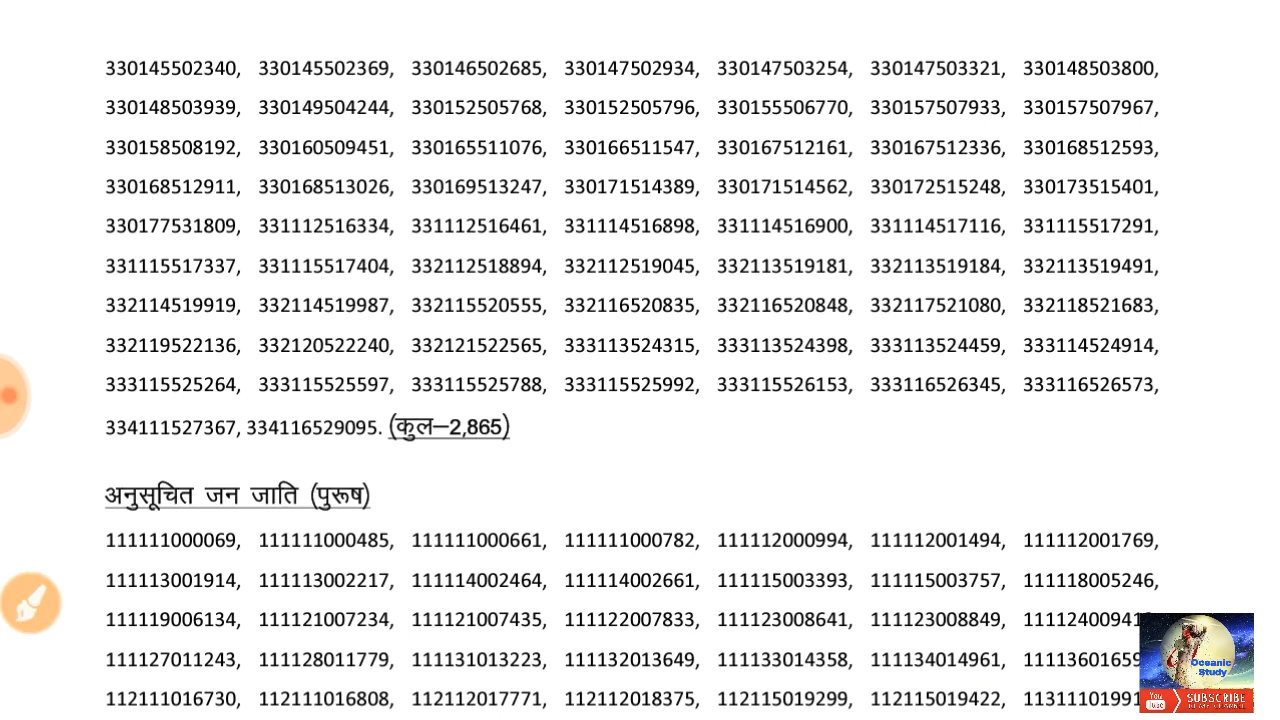 330145502340, 330145502369, 330146502685, 330147502934, 330147503254, 330147503321, 330148503800,
330148503939, 330149504244, 330152505768, 330152505796, 330155506770, 330157507933, 330157507967,
330158508192, 330160509451, 330165511076, 330166511547, 330167512161, 330167512336, 330168512593,
330168512911, 330168513026, 330169513247, 330171514389, 330171514562, 330172515248, 330173515401,
330177531809, 331112516334, 331112516461, 331114516898, 331114516900, 331114517116, 331115517291,
331115517337, 331115517404, 332112518894, 332112519045, 332113519181, 332113519184, 332113519491,
332114519919, 332114519987, 332115520555, 332116520835, 332116520848, 332117521080, 332118521683,
332119522136, 332120522240, 332121522565, 333113524315, 333113524398, 333113524459, 333114524914,
333115525264, 333115525597, 333115525788, 333115525992, 333115526153, 333116526345, 333116526573,
334111527367, 334116529095. (कुल–2,865)
अनुसूचित जन जाति (पुरूष)
111111000069, 111111000485, 111111000661, 111111000782, 111112000994, 111112001494, 111112001769,
111113001914, 111113002217, 111114002464, 111114002661, 111115003393, 111115003757, 111118005246,
111119006134, 111121007234, 111121007435, 111122007833, 111123008641, 111123008849,
111127011243, 111128011779, 111131013223, 111132013649, 111133014358, 111134014961,
112111016730, 112111016808, 112112017771, 112112018375, 112115019299, 112115019422,
Oceanic
Study
You Tube SUBSCRIBE